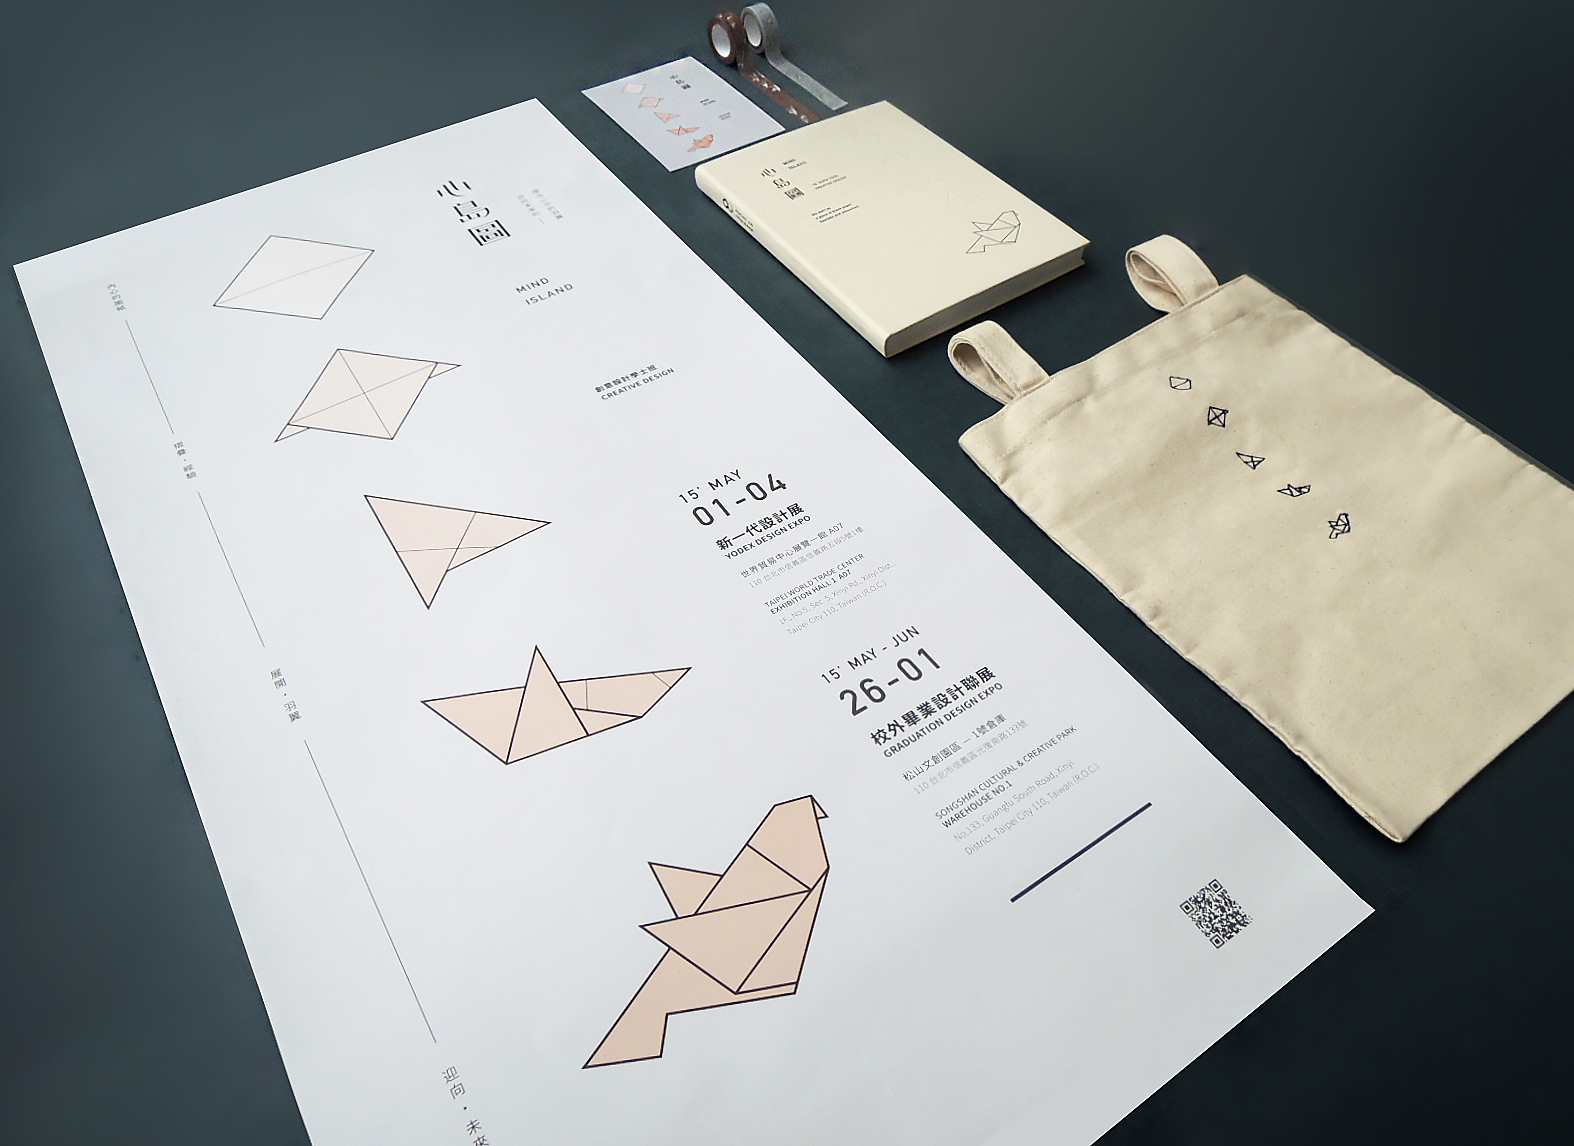 心島圖
MIND
ISLAND
創意設計學士班
CREATIVE DESIGN
15' MAY
01-04
新一代設計展
YODEX DESIGN EXPO
世界貿易中心展覽一館 A07
110 台北市信義區信義路五段5號1樓
TAIPEI WORLD TRADE CENTER
EXHIBITION HALL 1 A07
1F., No.5, Sec. 5, Xinyi Rd., Xinyi Dist.,
Taipei City 110, Taiwan (R.O.C.)
15' MAY - JUN
26-01
校外畢業設計聯展
GRADUATION DESIGN EXPO
松山文創園區 — 1號倉庫
110 台北市信義區光復南路133號
SONGSHAN CULTURAL & CREATIVE PARK
WAREHOUSE NO.1
No.133, Guangfu South Road, Xinyi
District, Taipei City 110, Taiwan (R.O.C.)
展開・羽翼
迎向・未來
心島圖
MIND
ISLAND
心島圖